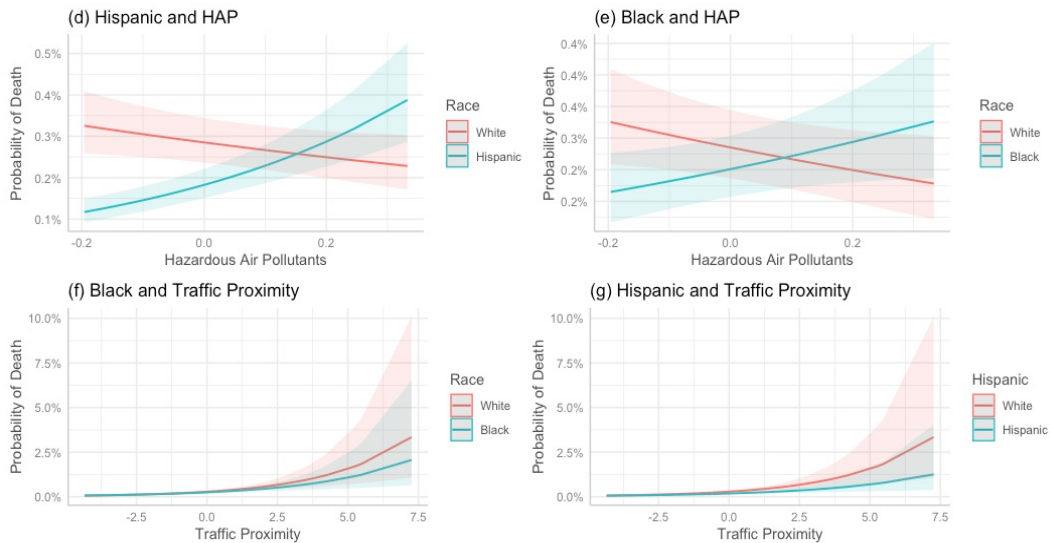 (d) Hispanic and HAP
Probability of Death
0.5%
0.4%
0.3%
0.2%
0.1%
-0.2
0.0
0.2
Hazardous Air Pollutants
Race
White
Hispanic
(e) Black and HAP
Probability of Death
0.4%
0.4%
0.4%
0.3%
0.2%
0.2%
-0.2
0.0
0.2
Hazardous Air Pollutants
Race
White
Black
(f) Black and Traffic Proximity
Probability of Death
10.0%
7.5%
5.0%
2.5%
0.0%
-2.5
0.0
2.5
5.0
7.5
Traffic Proximity
Race
White
Black
(g) Hispanic and Traffic Proximity
Probability of Death
10.0%
7.5%
5.0%
2.5%
0.0%
-2.5
0.0
2.5
5.0
7.5
Traffic Proximity
Hispanic
White
Hispanic